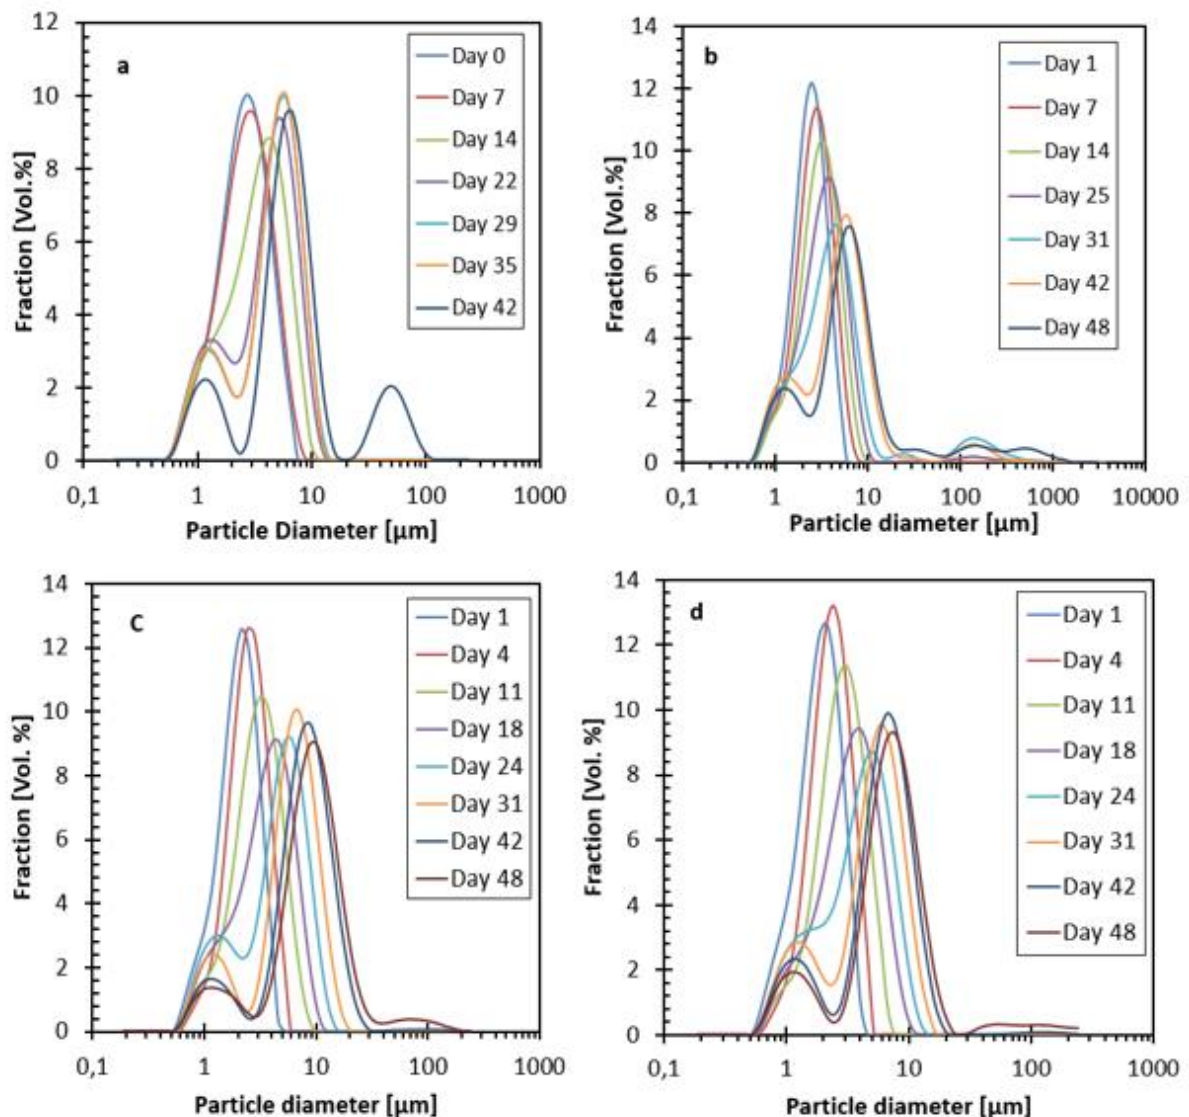 a
12
10
8
6
4
2
0
Fraction [Vol.%]
0,1 1 10 100 1000
Particle Diameter [µm]
Day 0
Day 7
Day 14
Day 22
Day 29
Day 35
Day 42
b
14
12
10
8
6
4
2
0
Fraction [Vol.%]
0,1 1 10 100 1000 10000
Particle diameter [µm]
Day 1
Day 7
Day 14
Day 25
Day 31
Day 42
Day 48
C
14
12
10
8
6
4
2
0
Fraction [Vol. %]
0,1 1 10 100 1000
Particle diameter [µm]
Day 1
Day 4
Day 11
Day 18
Day 24
Day 31
Day 42
Day 48
d
14
12
10
8
6
4
2
0
Fraction [Vol. %]
0,1 1 10 100 1000
Particle diameter [µm]
Day 1
Day 4
Day 11
Day 18
Day 24
Day 31
Day 42
Day 48